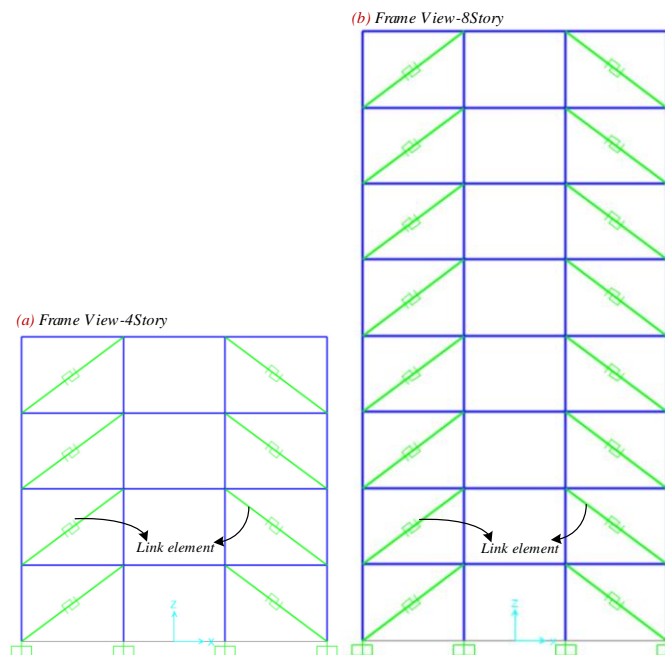 (b) Frame View-8Story
(a) Frame View-4Story
Link element
Link element
Z
X
Z
X